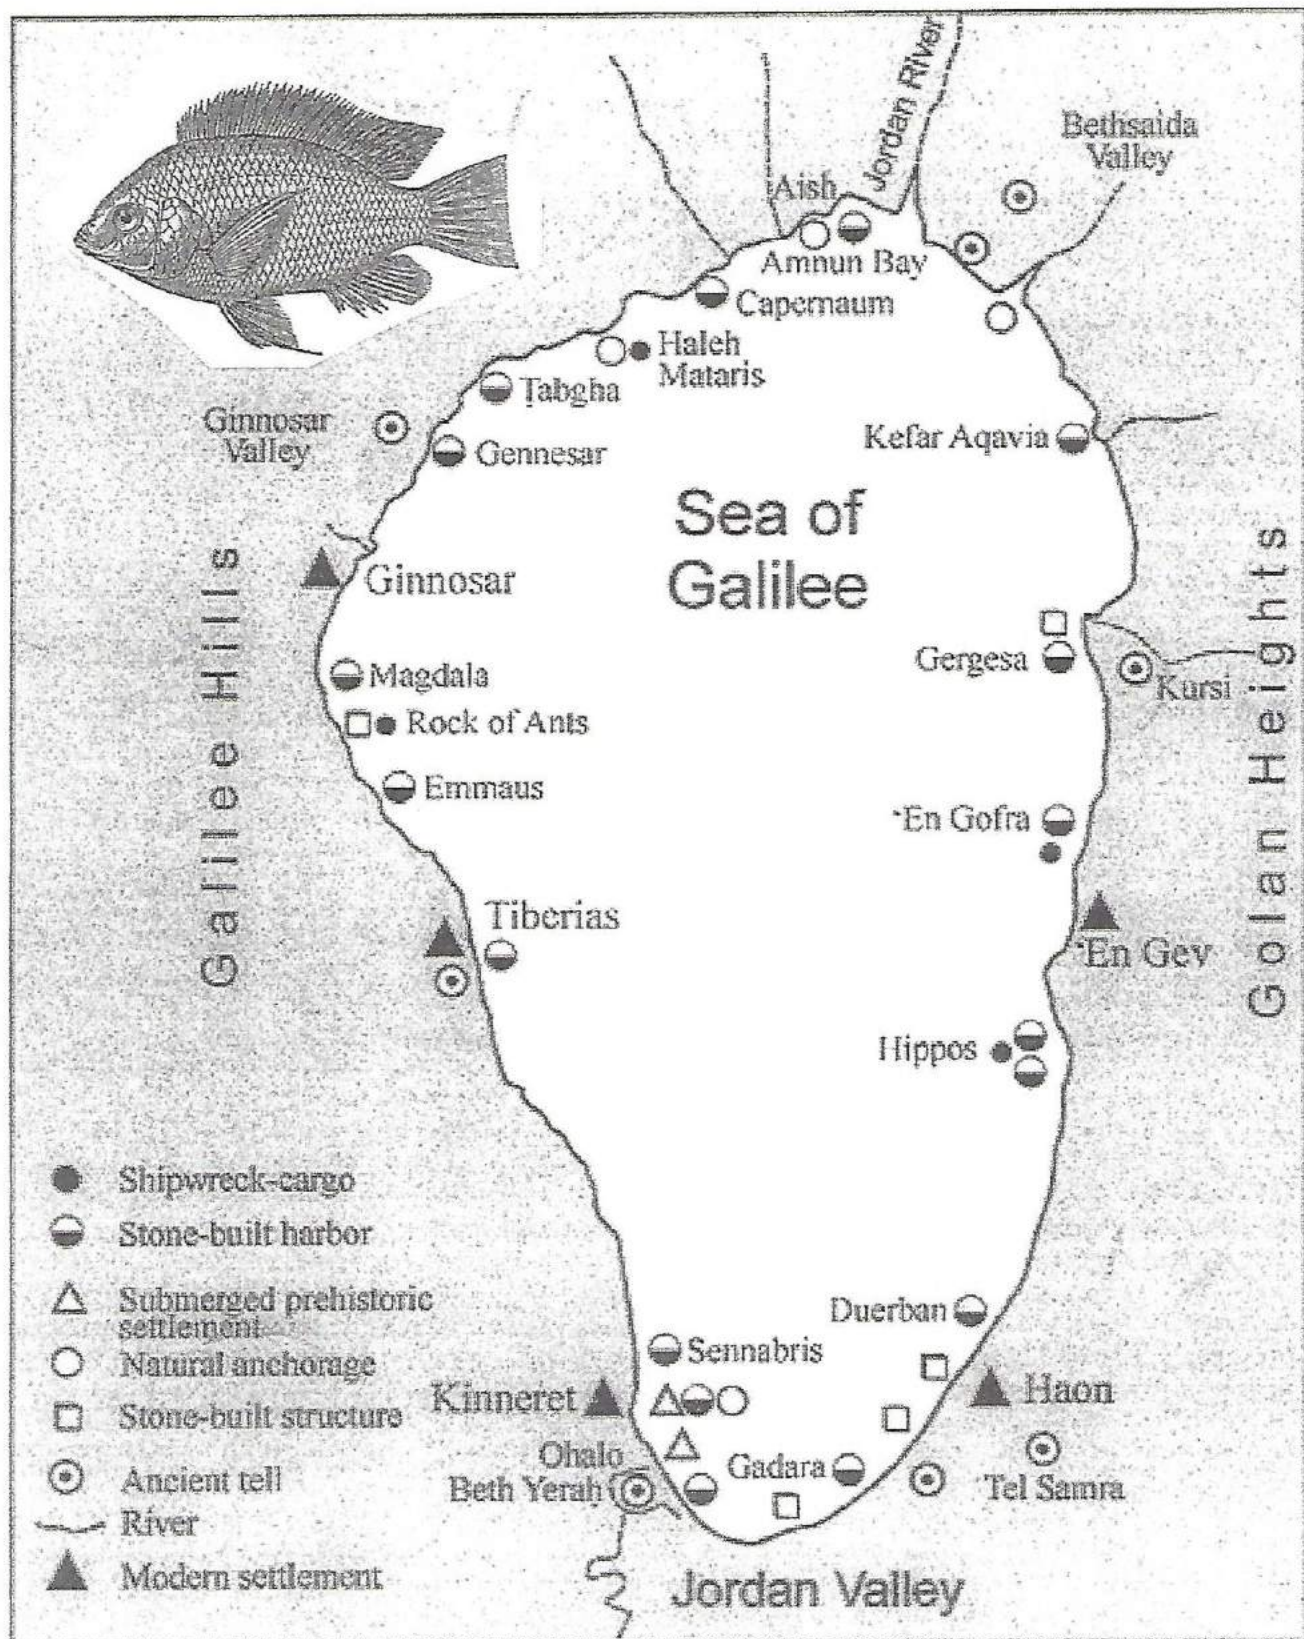 Jordan River
Bethsaida
Valley
Aish
Amnun Bay
Capernaum
Haleh
Mataris
Tabgha
Ginnosar
Valley
Gennesar
Kefar Aqavia
Sea of
Galilee
Ginnosar
Galilee Hills
Golan Heights
Gergesa
Kursi
Magdala
Rock of Ants
Emmaus
'En Gofra
Tiberias
'En Gev
Hippos
Shipwreck-cargo
Stone-built harbor
Submerged prehistoric
settlement
Natural anchorage
Stone-built structure
Ancient tell
River
Modern settlement
Duerban
Sennabris
Kinneret
Haon
Ohalo
Beth Yerah
Gadara
Tel Samra
Jordan Valley